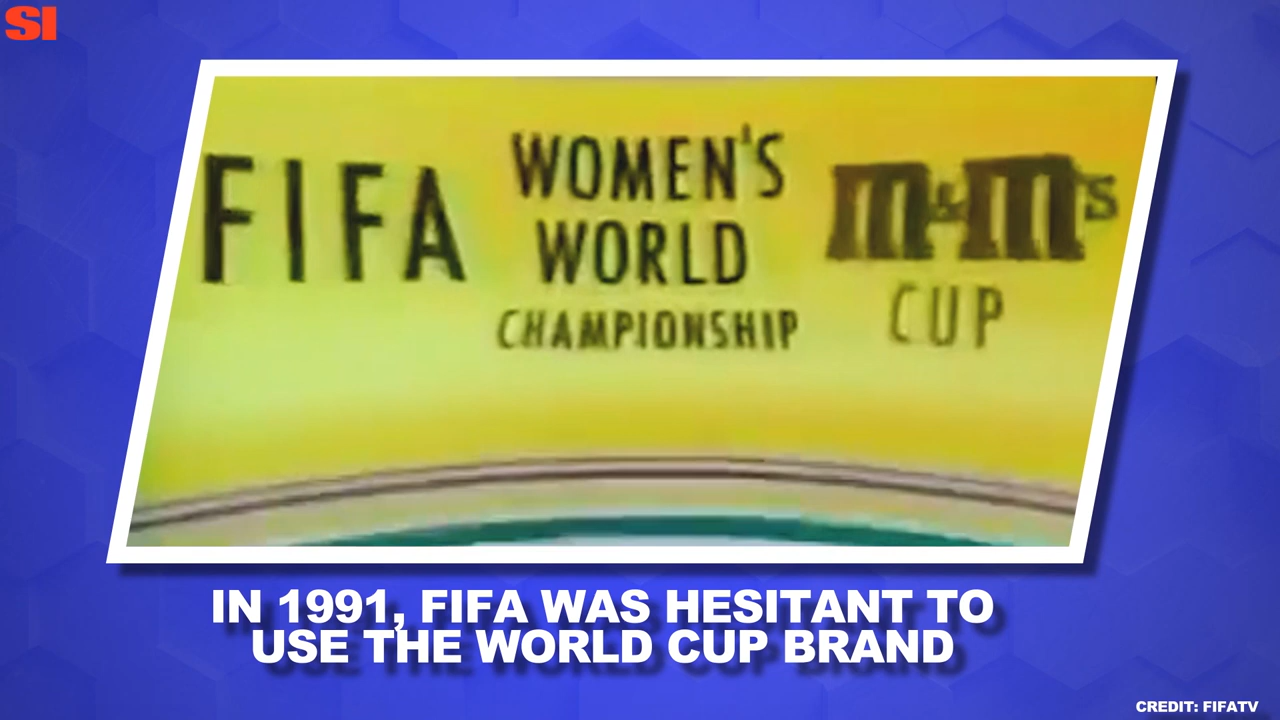 SI
FIFA
WOMEN'S
WORLD
CHAMPIONSHIP
m&m's
CUP
IN 1991, FIFA WAS HESITANT TO
USE THE WORLD CUP BRAND
CREDIT: FIFATV